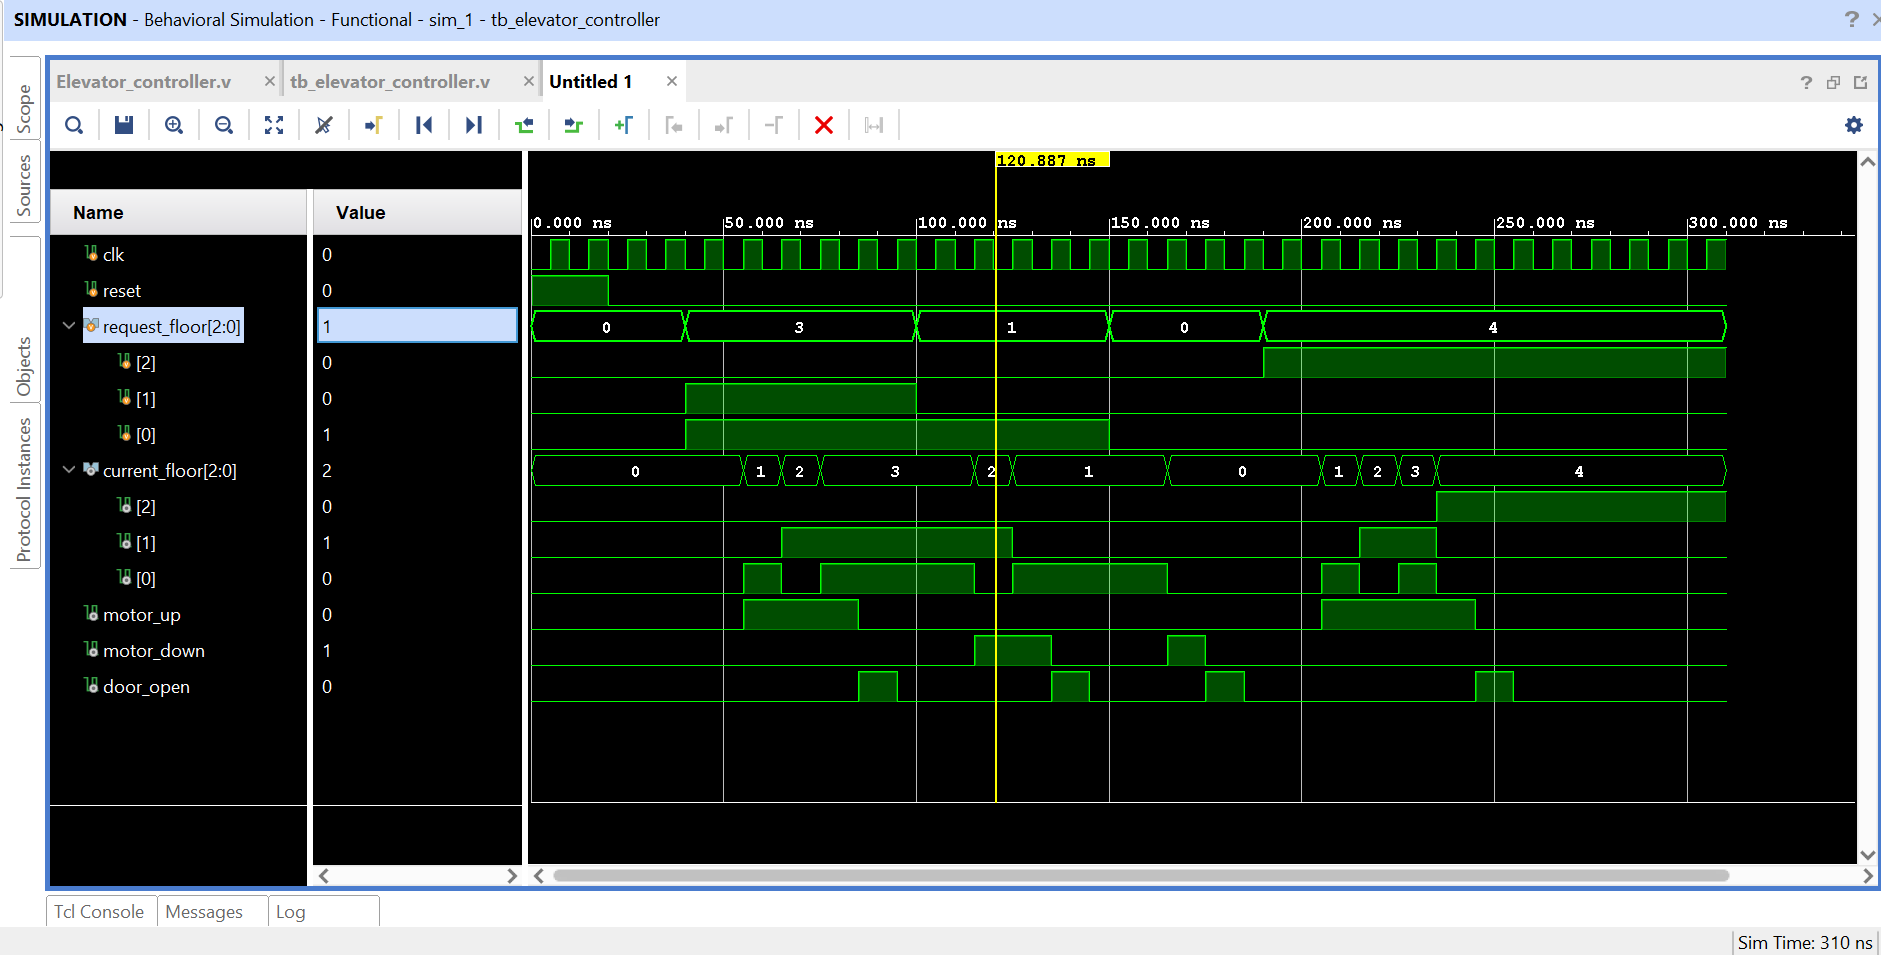 SIMULATION - Behavioral Simulation - Functional - sim_1 - tb_elevator_controller
? ×
Scope
Sources
Objects
Protocol Instances
Elevator_controller.v × tb_elevator_controller.v × Untitled 1 ×
?
120.887 ns
Name Value
0.000 ns 50.000 ns 100.000 ns 150.000 ns 200.000 ns 250.000 ns 300.000 ns
clk 0
reset 0
request_floor[2:0] 1 0 3 1 0 4
[2] 0
[1] 0
[0] 1
current_floor[2:0] 2 0 1 2 3 2 1 0 1 2 3 4
[2] 0
[1] 1
[0] 0
motor_up 0
motor_down 1
door_open 0
Tcl Console Messages Log
Sim Time: 310 ns